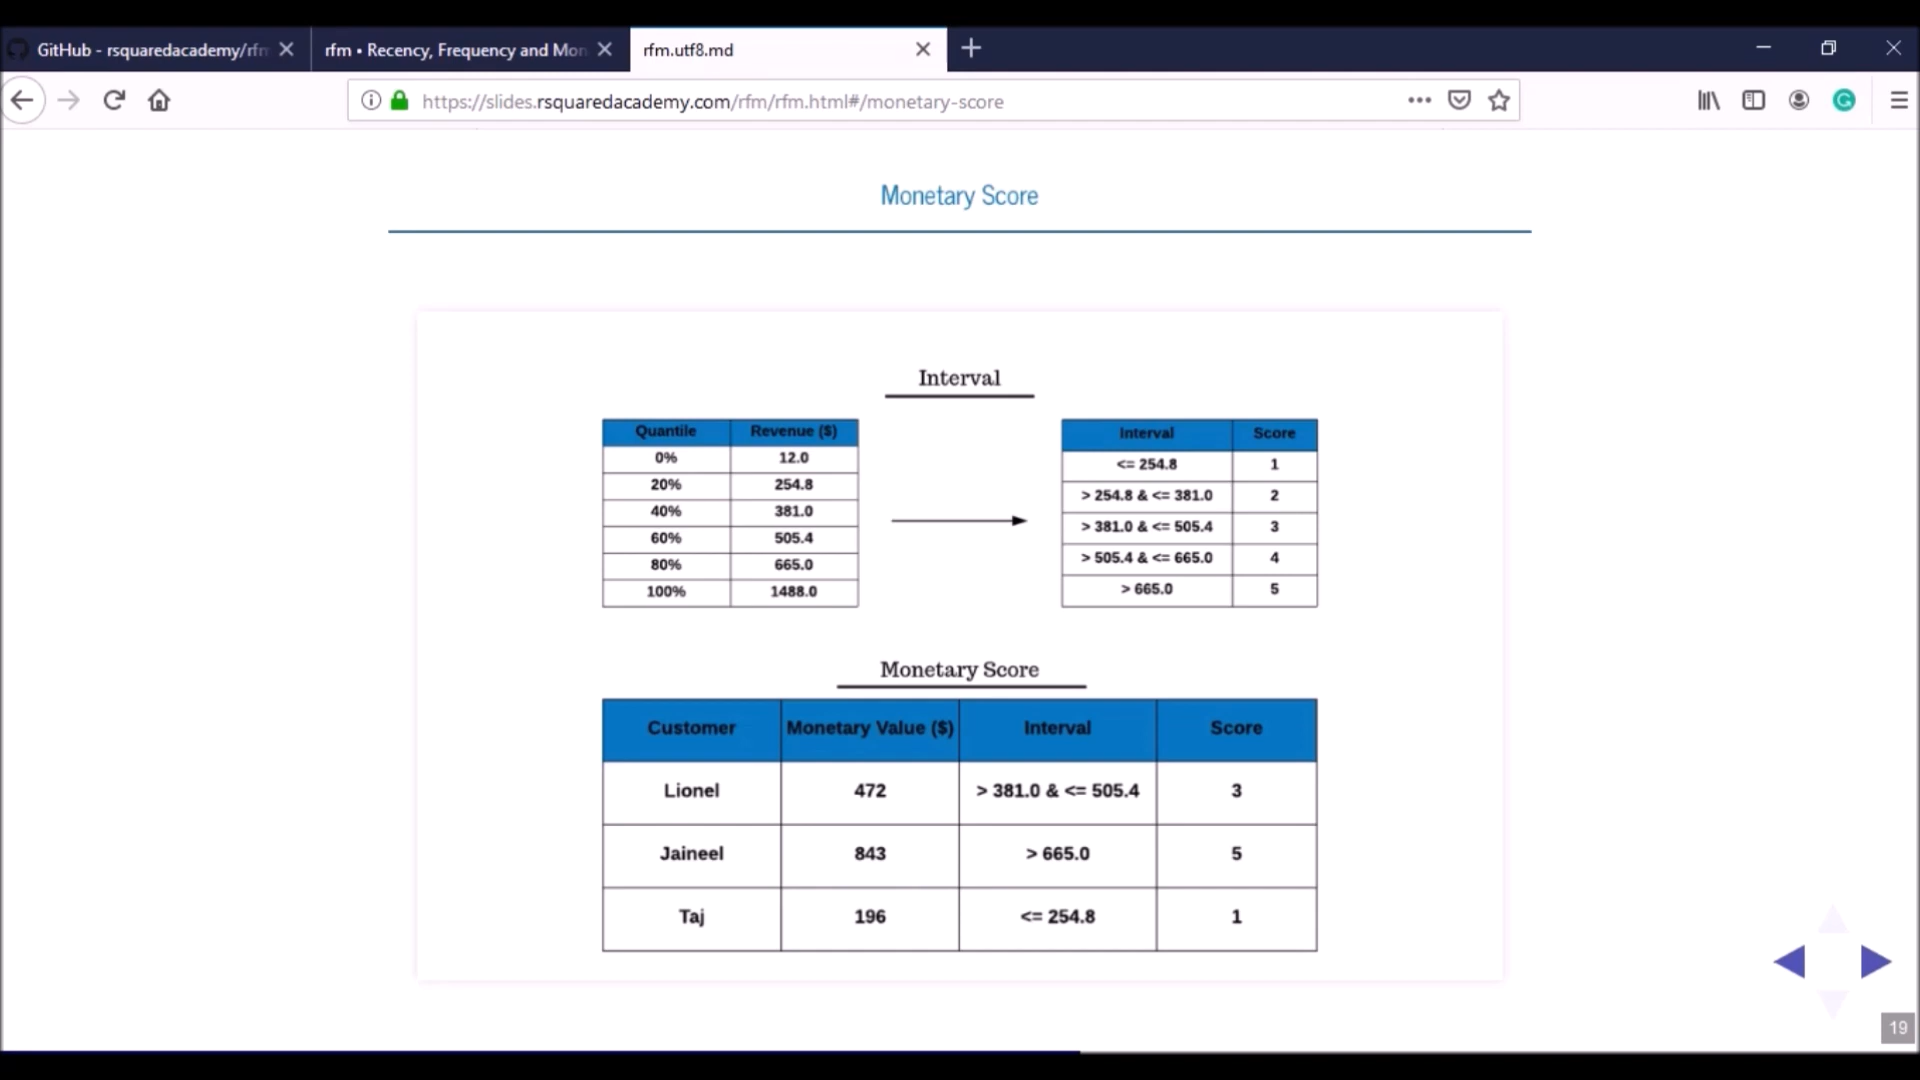 GitHub - rsquaredacademy/rfm
rfm • Recency, Frequency and Mon
rfm.utf8.md
https://slides.rsquaredacademy.com/rfm/rfm.html#/monetary-score
Monetary Score
Interval
Quantile Revenue ($)
0% 12.0
20% 254.8
40% 381.0
60% 505.4
80% 665.0
100% 1488.0
Interval Score
<= 254.8 1
> 254.8 & <= 381.0 2
> 381.0 & <= 505.4 3
> 505.4 & <= 665.0 4
> 665.0 5
Monetary Score
Customer Monetary Value ($) Interval Score
Lionel 472 > 381.0 & <= 505.4 3
Jaineel 843 > 665.0 5
Taj 196 <= 254.8 1
19